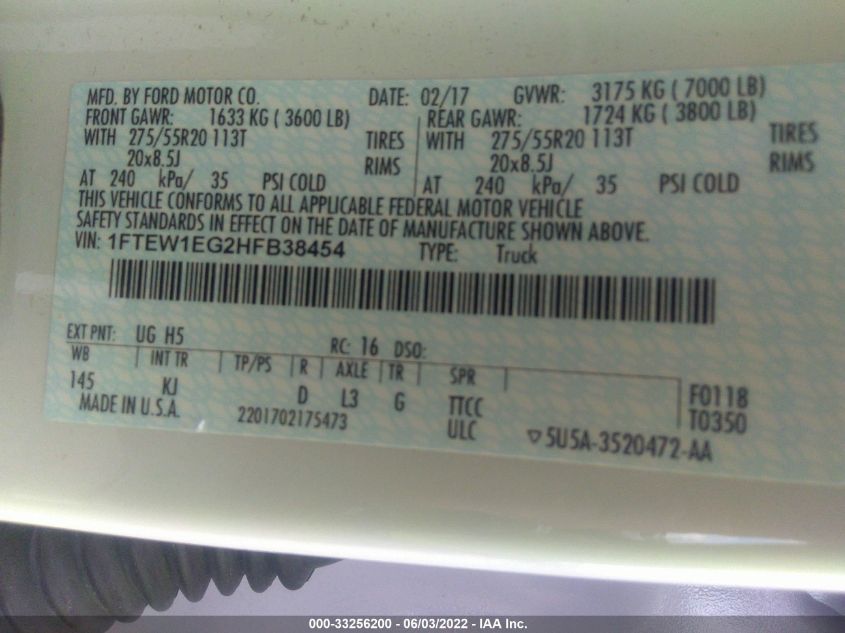 MFD. BY FORD MOTOR CO. DATE: 02/17 GVWR: 3175 KG ( 7000 LB)
FRONT GAWR: 1633 KG ( 3600 LB) REAR GAWR: 1724 KG ( 3800 LB)
WITH 275/55R20 113T TIRES WITH 275/55R20 113T TIRES
20x8.5J RIMS 20x8.5J RIMS
AT 240 kPa/ 35 PSI COLD AT 240 kPa/ 35 PSI COLD
THIS VEHICLE CONFORMS TO ALL APPLICABLE FEDERAL MOTOR VEHICLE
SAFETY STANDARDS IN EFFECT ON THE DATE OF MANUFACTURE SHOWN ABOVE.
VIN: 1FTEW1EG2HFB38454 TYPE: Truck
EXT PNT: UG H5 RC: 16 DSO:
WB INT TR TP/PS R AXLE TR SPR
145 KJ D L3 G TTCC F0118
MADE IN U.S.A. 2201702175473 ULC T0350
▽5U5A-3520472-AA
000-33256200 - 06/03/2022 - IAA Inc.